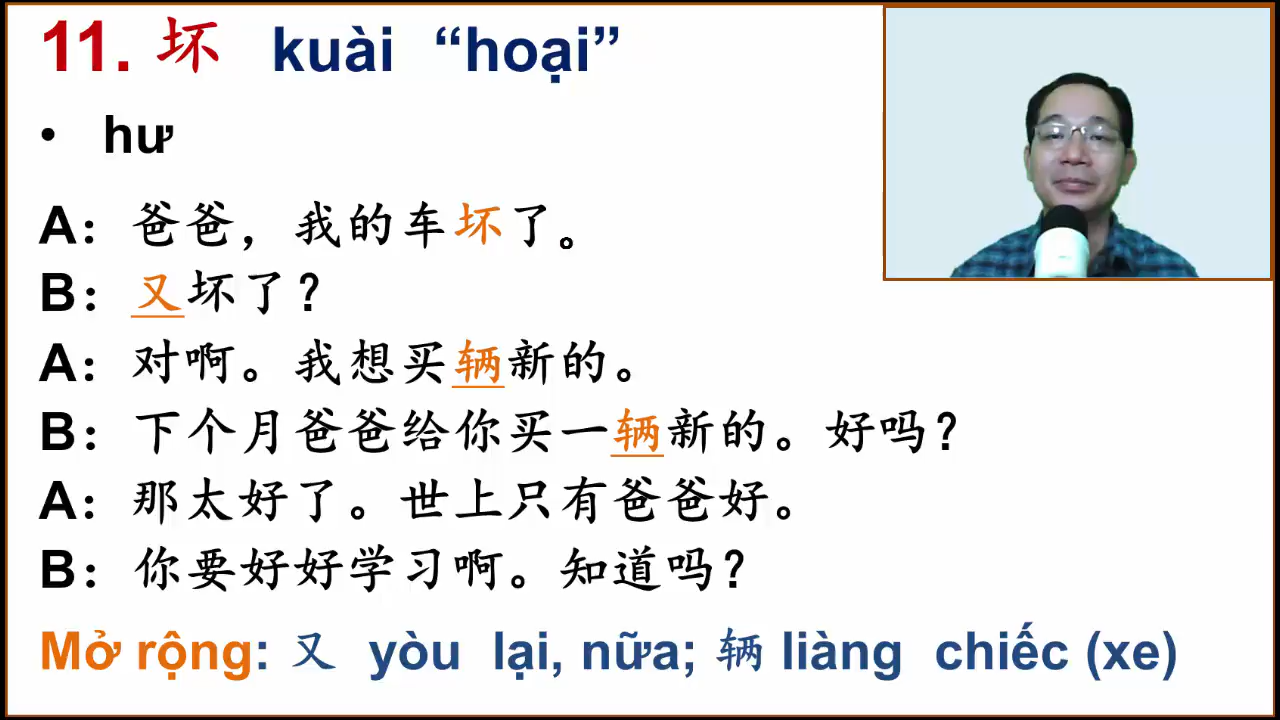 11. 坏 kuài “hoại”
• hư
A：爸爸，我的车坏了。
B：又坏了？
A：对啊。我想买辆新的。
B：下个月爸爸给你买一辆新的。好吗？
A：那太好了。世上只有爸爸好。
B：你要好好学习啊。知道吗？
Mở rộng: 又 yòu lại, nữa; 辆 liàng chiếc (xe)